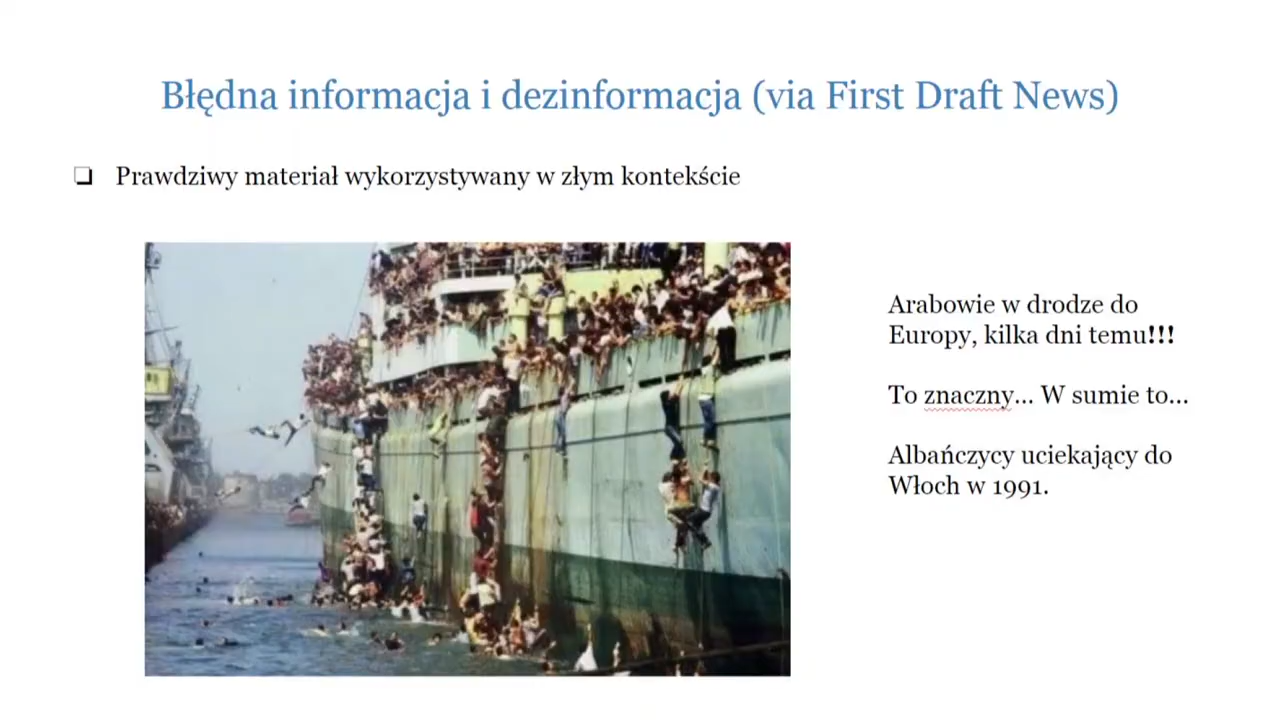 Błędna informacja i dezinformacja (via First Draft News)
❏ Prawdziwy materiał wykorzystywany w złym kontekście
Arabowie w drodze do
Europy, kilka dni temu!!!
To znaczny... W sumie to...
Albańczycy uciekający do
Włoch w 1991.